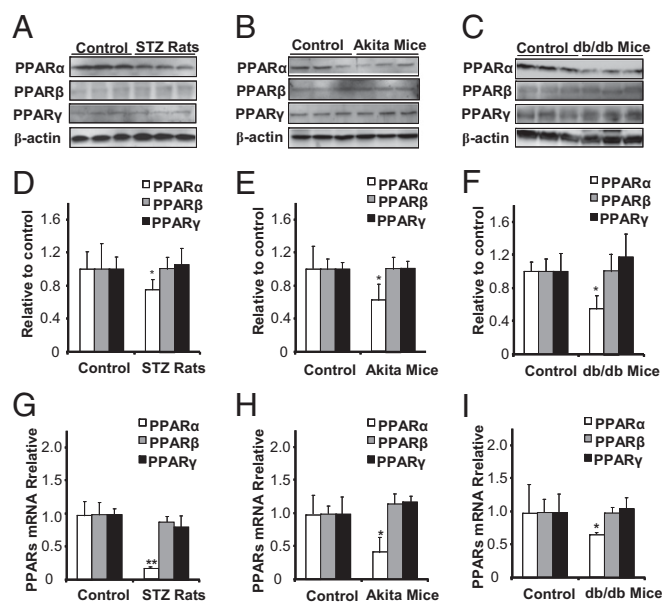 A
Control STZ Rats
PPARα
PPARβ
PPARγ
β-actin
B
Control Akita Mice
PPARα
PPARβ
PPARγ
β-actin
C
Control db/db Mice
PPARα
PPARβ
PPARγ
β-actin
D
PPARα
PPARβ
PPARγ
Relative to control
1.6
1.2
0.8
0.4
0
*
Control STZ Rats
E
PPARα
PPARβ
PPARγ
Relative to control
1.6
1.2
0.8
0.4
0
*
Control Akita Mice
F
PPARα
PPARβ
PPARγ
Relative to control
1.6
1.2
0.8
0.4
0
*
Control db/db Mice
G
PPARα
PPARβ
PPARγ
PPARs mRNA Rrelative
2.0
1.5
1.0
0.5
0.0
**
Control STZ Rats
H
PPARα
PPARβ
PPARγ
PPARs mRNA Rrelative
2.0
1.5
1.0
0.5
0.0
*
Control Akita Mice
I
PPARα
PPARβ
PPARγ
PPARs mRNA Rrelative
2.0
1.5
1.0
0.5
0.0
*
Control db/db Mice